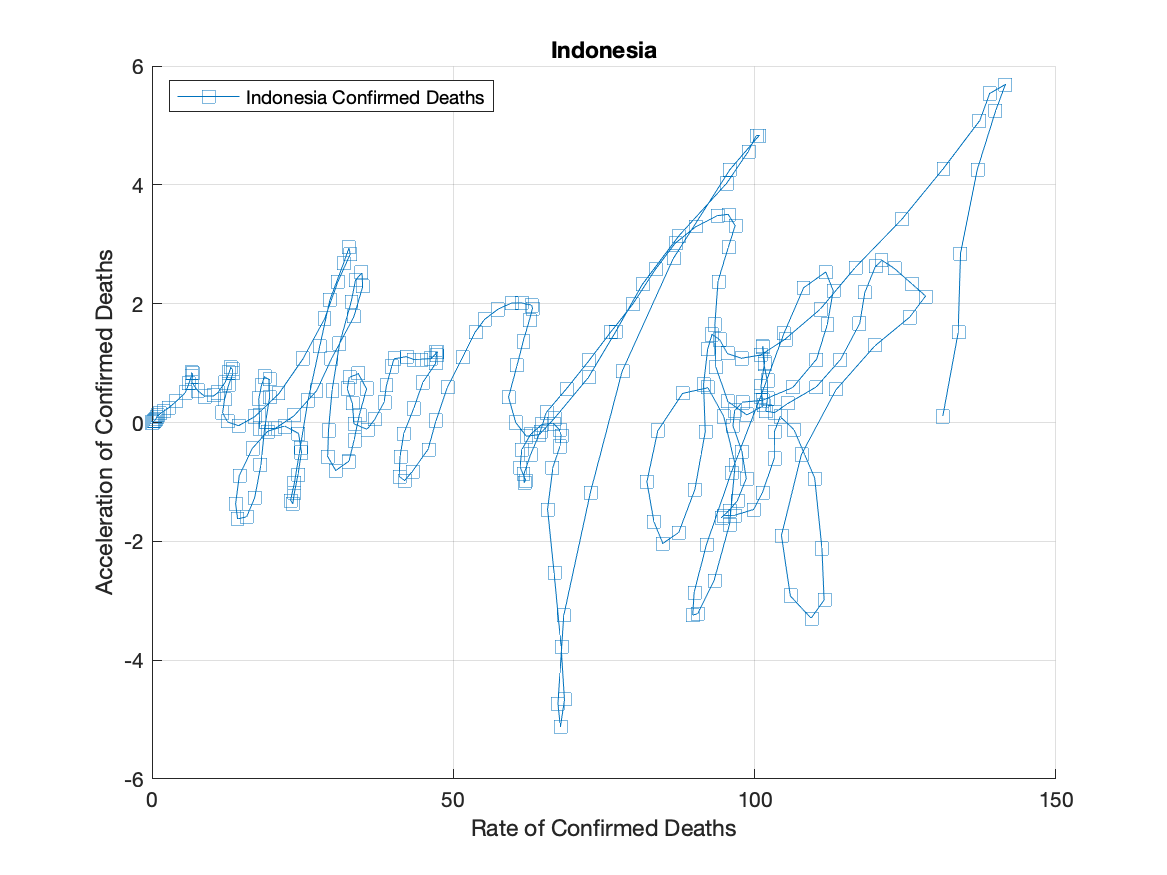 Indonesia
Indonesia Confirmed Deaths
6
4
2
0
-2
-4
-6
Acceleration of Confirmed Deaths
0 50 100 150
Rate of Confirmed Deaths